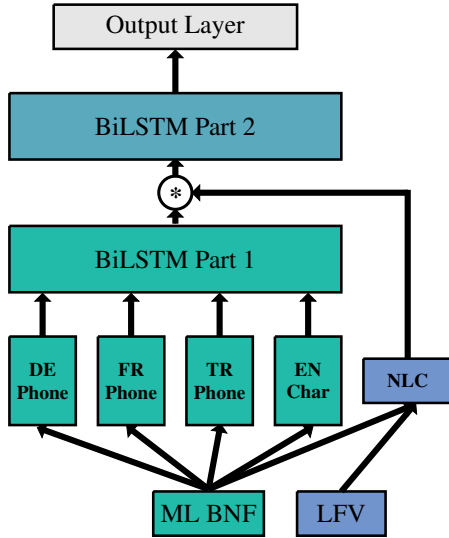 Output Layer
BiLSTM Part 2
*
BiLSTM Part 1
DE
Phone
FR
Phone
TR
Phone
EN
Char
NLC
ML BNF
LFV